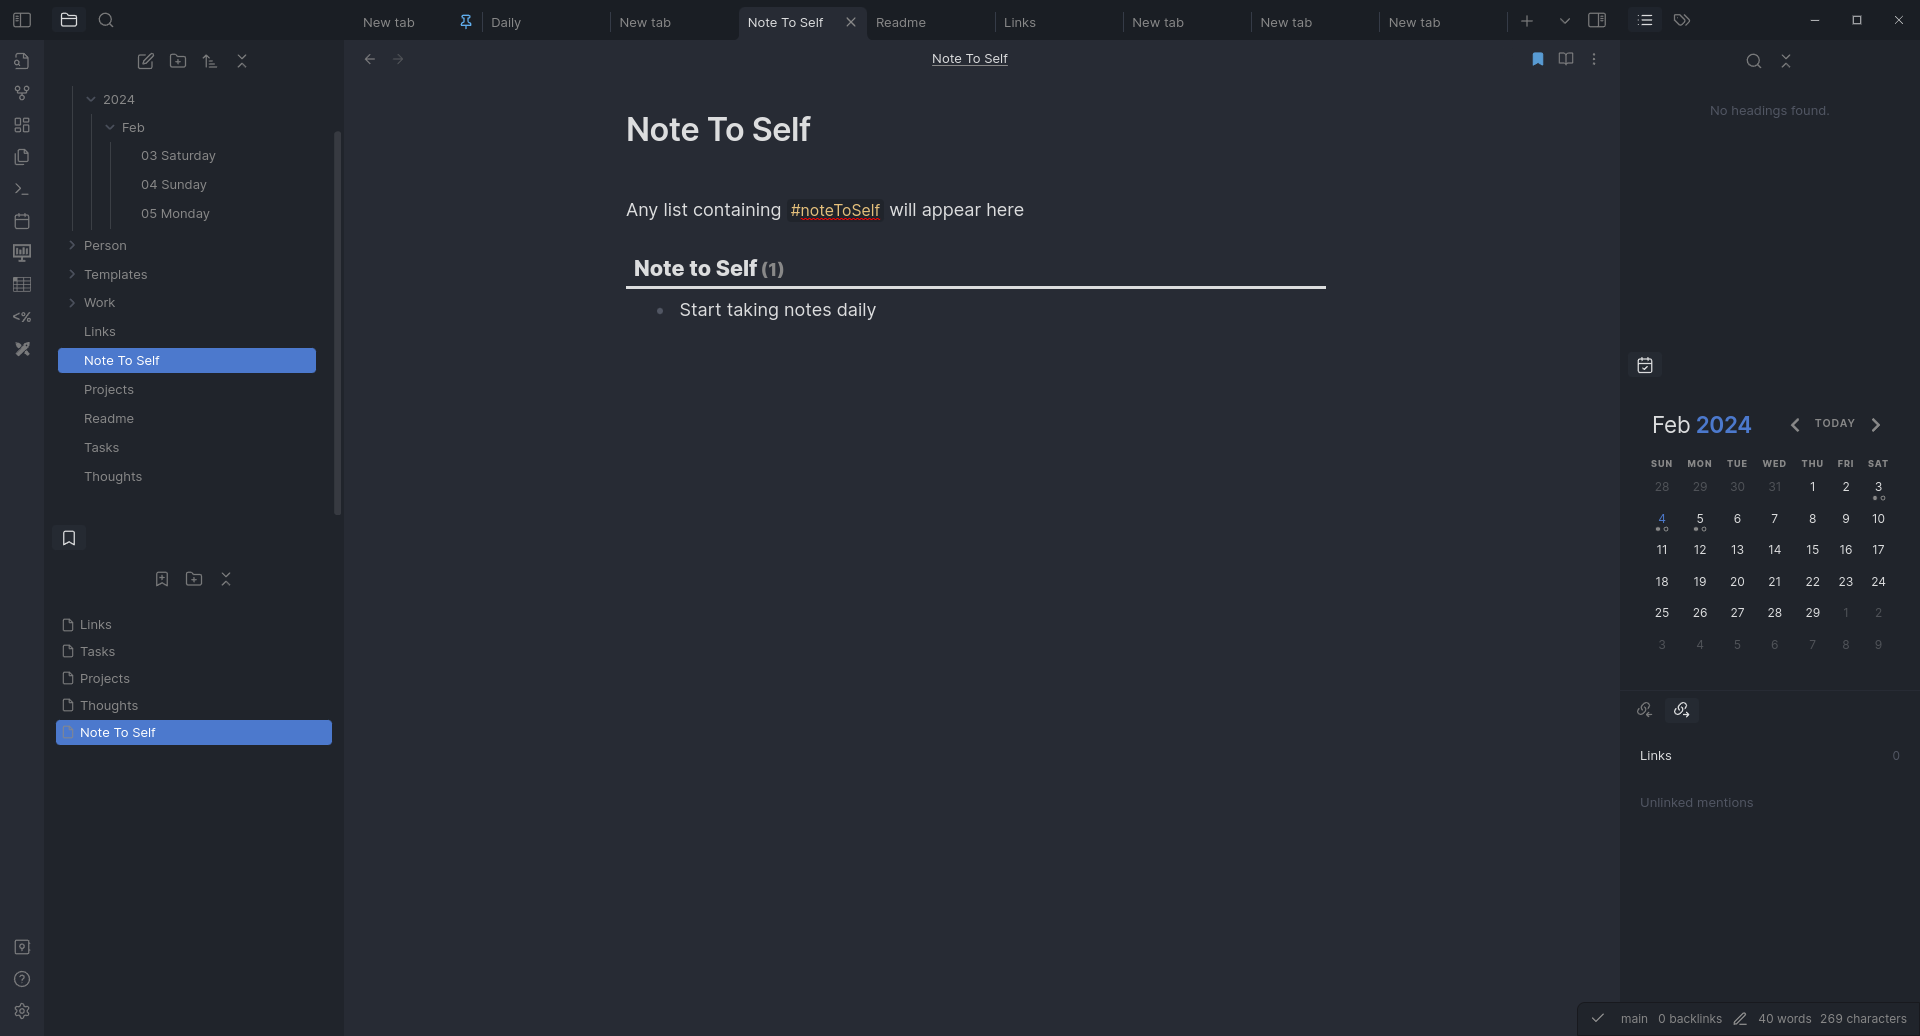 New tab Daily New tab Note To Self Readme Links New tab New tab New tab
2024
Feb
03 Saturday
04 Sunday
05 Monday
Person
Templates
Work
Links
Note To Self
Projects
Readme
Tasks
Thoughts
<%
Links
Tasks
Projects
Thoughts
Note To Self
Note To Self
Note To Self
Any list containing #noteToSelf will appear here
Note to Self (1)
Start taking notes daily
No headings found.
Feb 2024 TODAY
SUN MON TUE WED THU FRI SAT
28 29 30 31 1 2 3
4 5 6 7 8 9 10
11 12 13 14 15 16 17
18 19 20 21 22 23 24
25 26 27 28 29 1 2
3 4 5 6 7 8 9
Links 0
Unlinked mentions
main 0 backlinks 40 words 269 characters